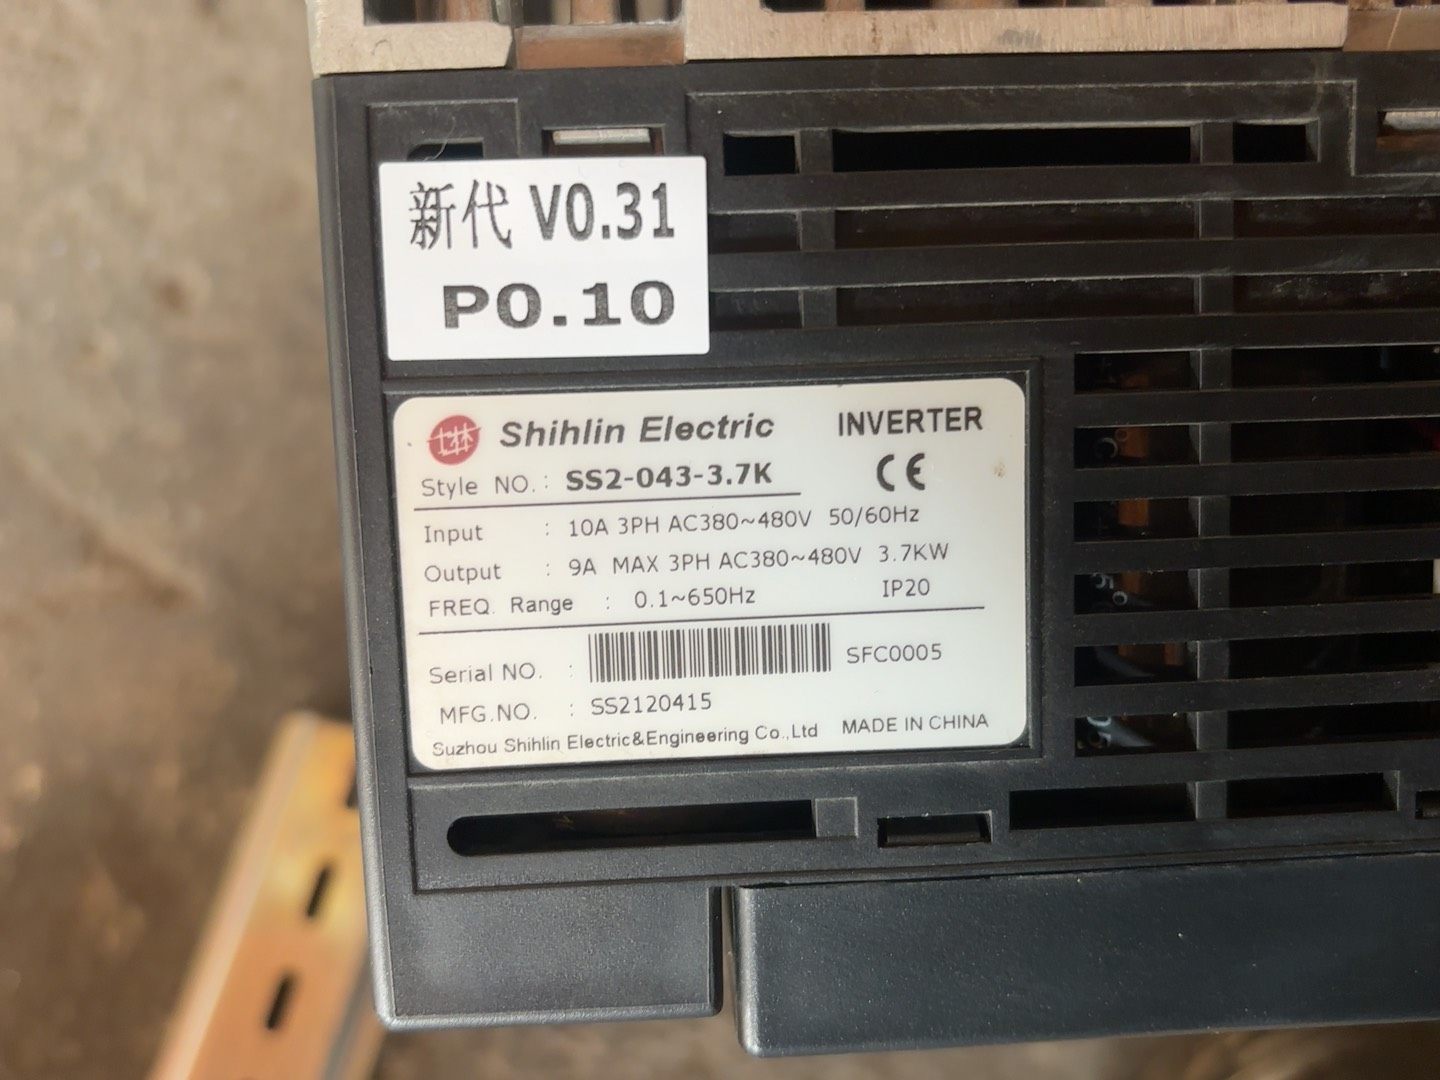 新代 V0.31
P0.10
士林 Shihlin Electric INVERTER
Style NO. : SS2-043-3.7K CE
Input : 10A 3PH AC380~480V 50/60Hz
Output : 9A MAX 3PH AC380~480V 3.7KW
FREQ. Range : 0.1~650Hz IP20
Serial NO. : SFC0005
MFG.NO. : SS2120415
Suzhou Shihlin Electric&Engineering Co.,Ltd MADE IN CHINA